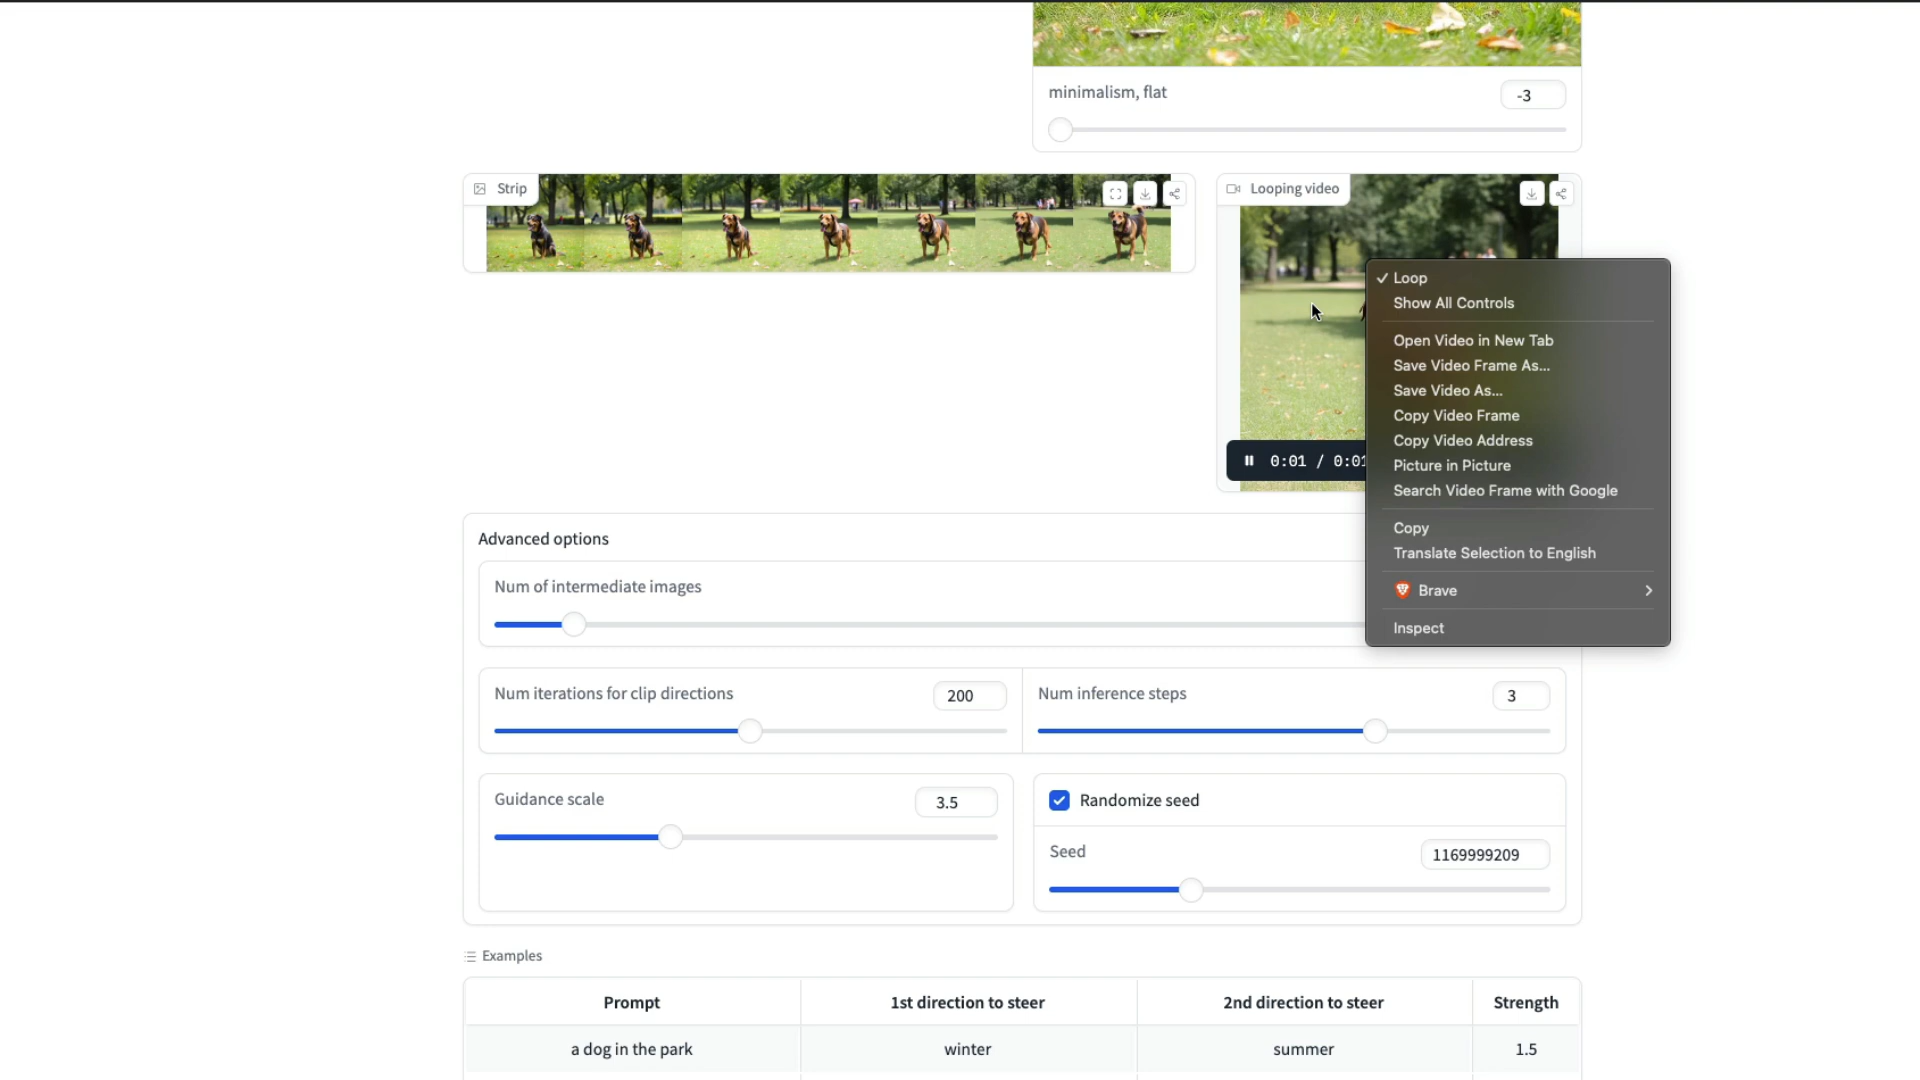 minimalism, flat
-3
Strip
Looping video
Loop
Show All Controls
Open Video in New Tab
Save Video Frame As...
Save Video As...
Copy Video Frame
Copy Video Address
Picture in Picture
Search Video Frame with Google
Copy
Translate Selection to English
Brave
Inspect
0:01 / 0:01
Advanced options
Num of intermediate images
Num iterations for clip directions
200
Num inference steps
3
Guidance scale
3.5
Randomize seed
Seed
1169999209
Examples
Prompt 1st direction to steer 2nd direction to steer Strength
a dog in the park winter summer 1.5